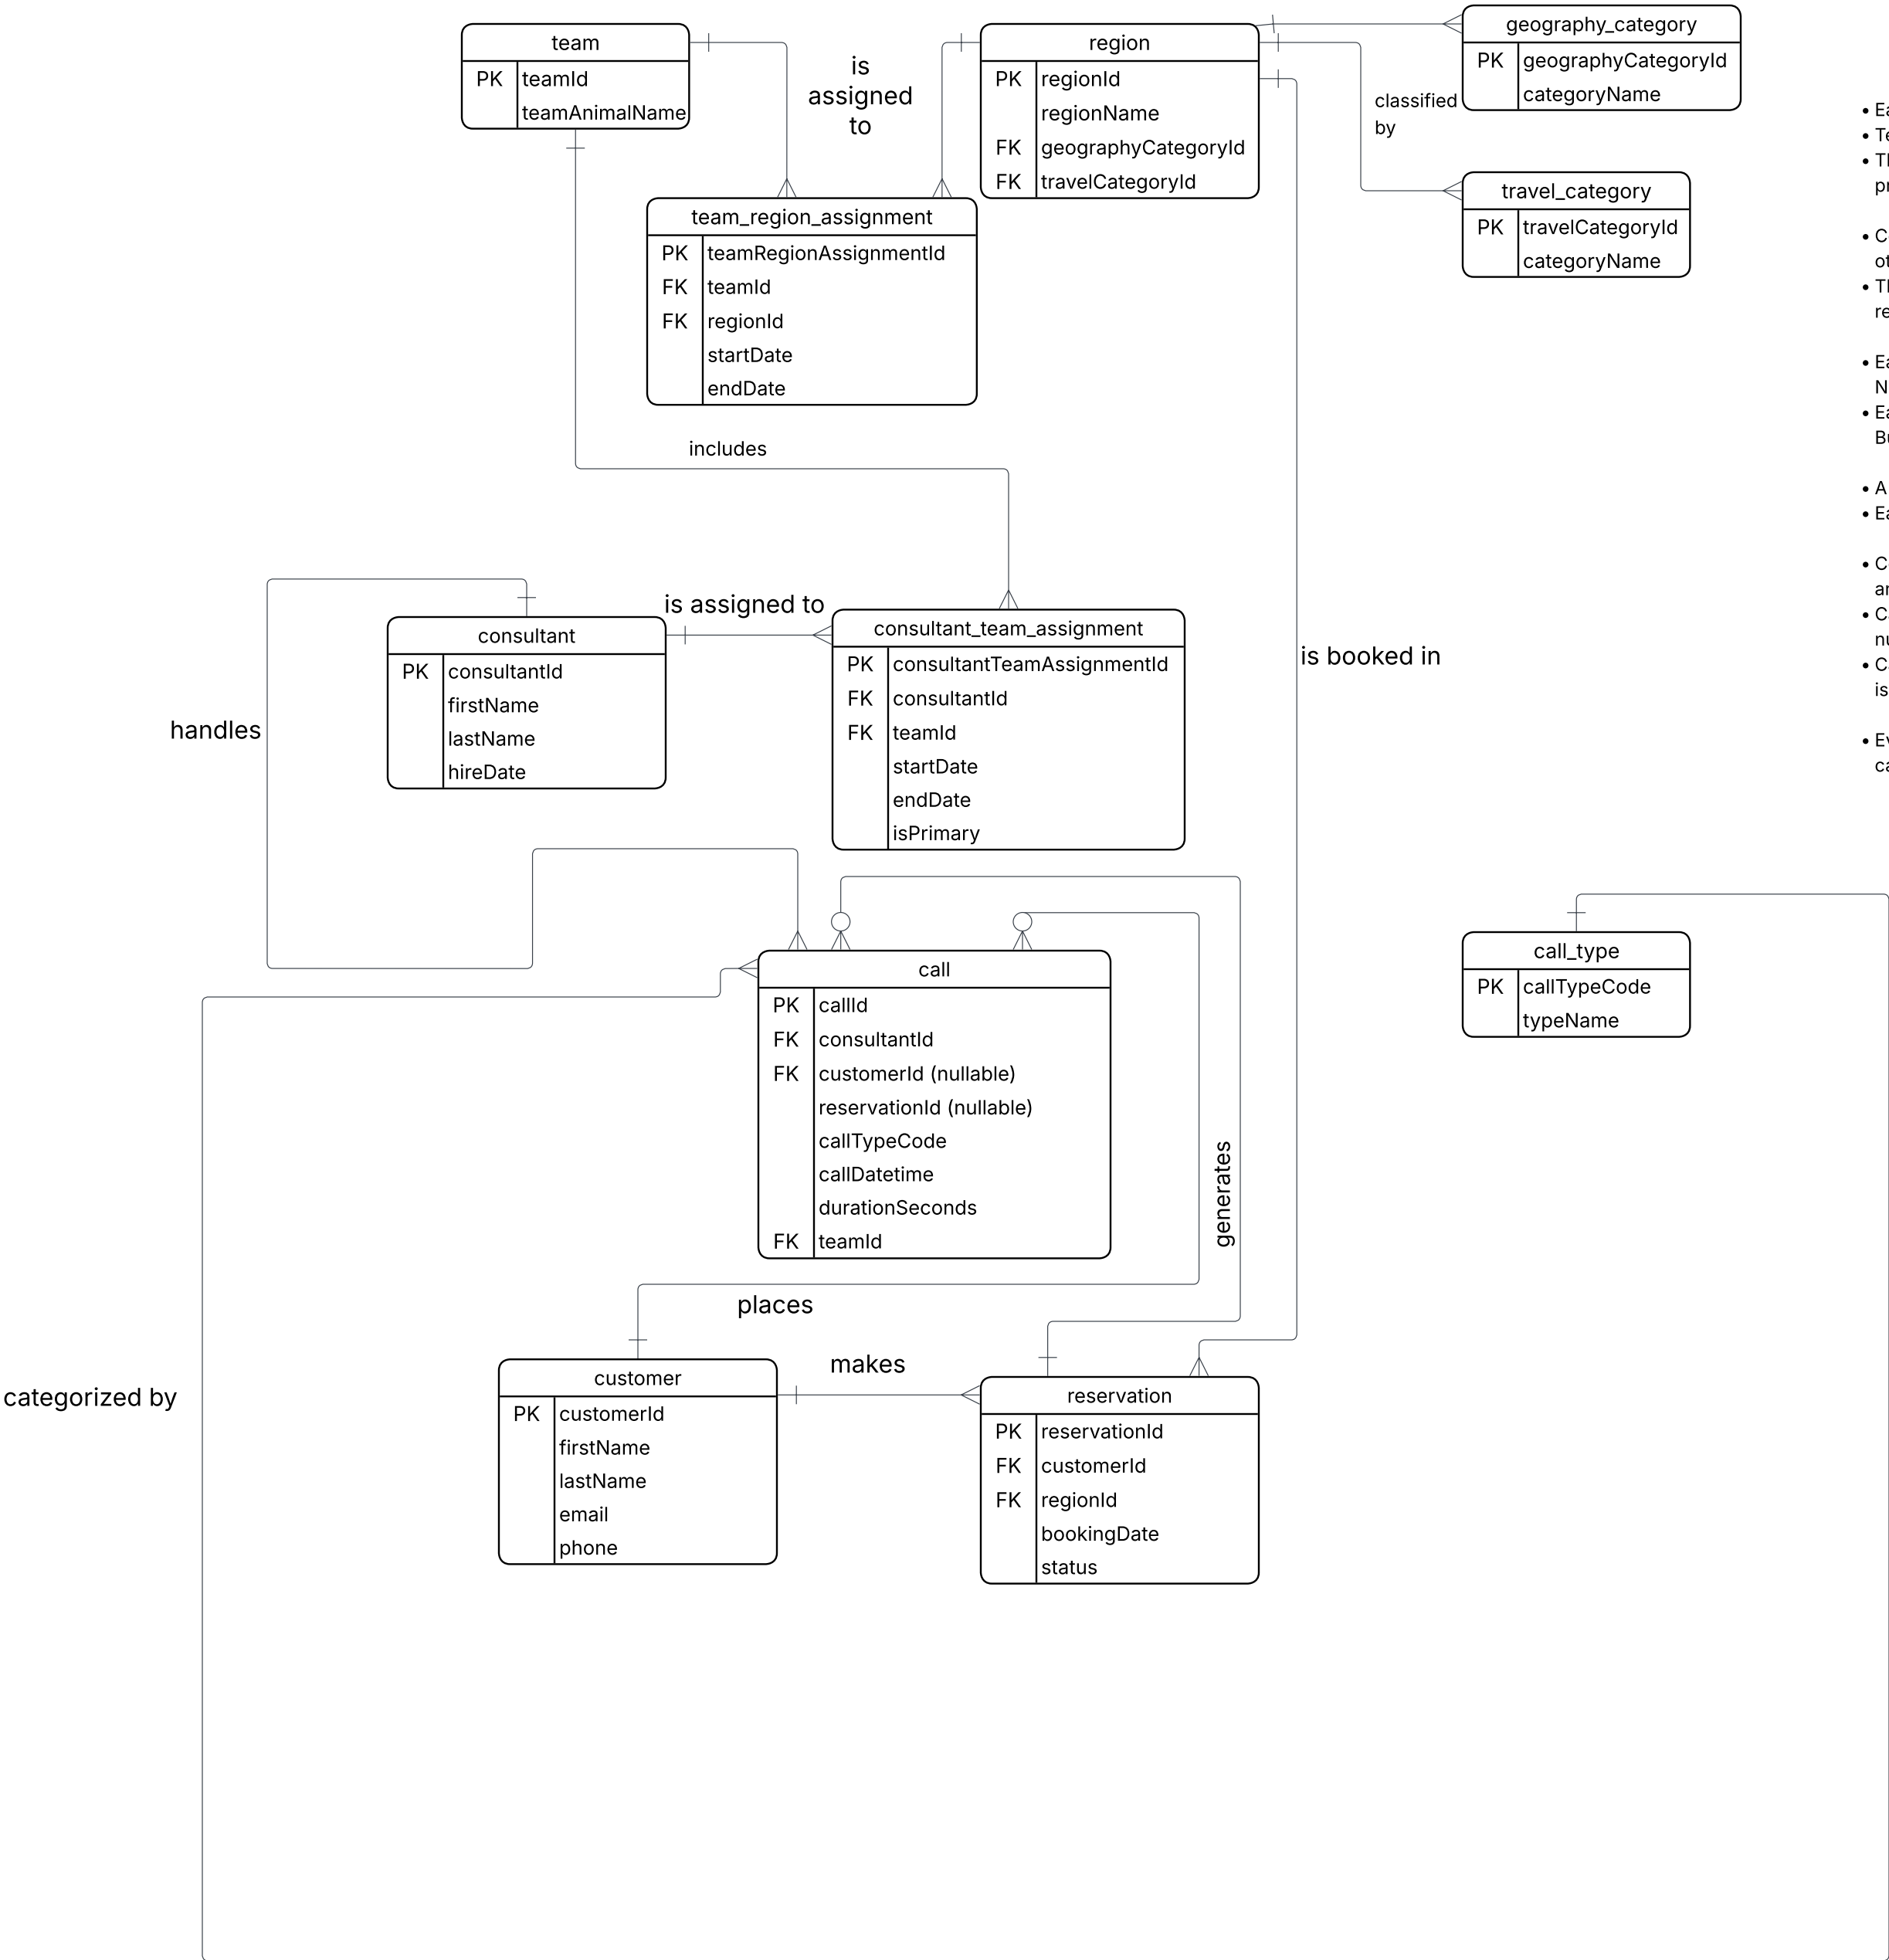 team
PK teamId
teamAnimalName
is
assigned
to
region
PK regionId
regionName
FK geographyCategoryId
FK travelCategoryId
geography_category
PK geographyCategoryId
categoryName
classified
by
travel_category
PK travelCategoryId
categoryName
team_region_assignment
PK teamRegionAssignmentId
FK teamId
FK regionId
startDate
endDate
includes
consultant
PK consultantId
firstName
lastName
hireDate
is assigned to
consultant_team_assignment
PK consultantTeamAssignmentId
FK consultantId
FK teamId
startDate
endDate
isPrimary
is booked in
handles
call
PK callId
FK consultantId
FK customerId (nullable)
reservationId (nullable)
callTypeCode
callDatetime
durationSeconds
FK teamId
call_type
PK callTypeCode
typeName
generates
places
makes
categorized by
customer
PK customerId
firstName
lastName
email
phone
reservation
PK reservationId
FK customerId
FK regionId
bookingDate
status